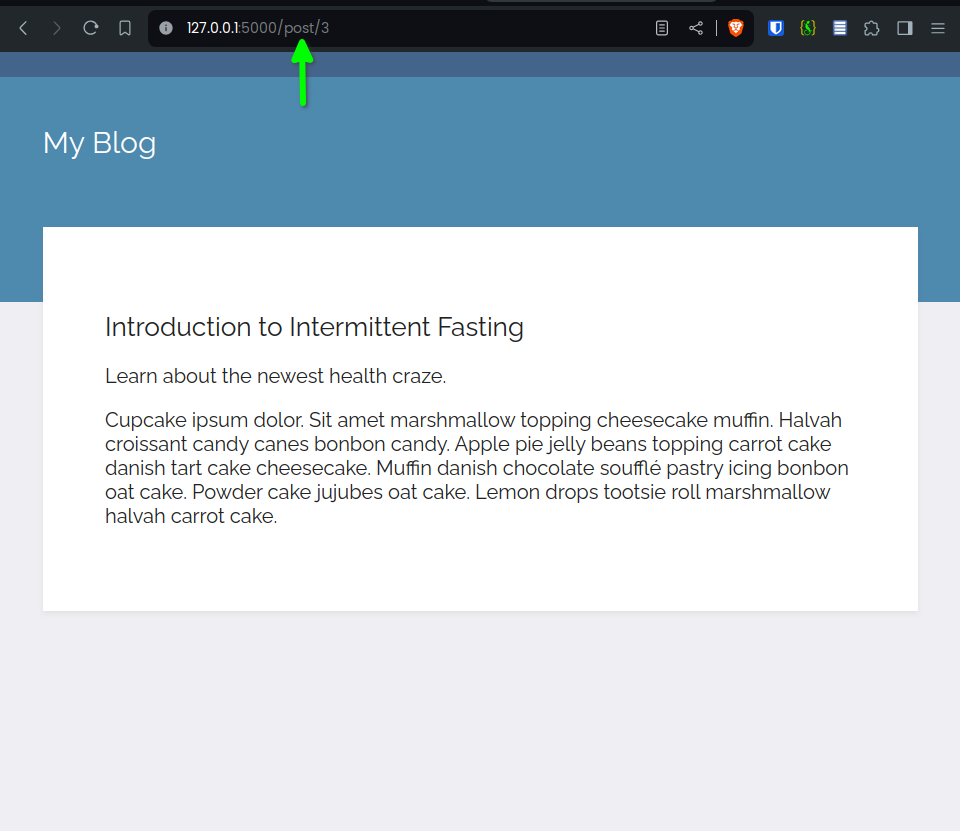 127.0.0.1:5000/post/3
My Blog
Introduction to Intermittent Fasting
Learn about the newest health craze.
Cupcake ipsum dolor. Sit amet marshmallow topping cheesecake muffin. Halvah
croissant candy canes bonbon candy. Apple pie jelly beans topping carrot cake
danish tart cake cheesecake. Muffin danish chocolate soufflé pastry icing bonbon
oat cake. Powder cake jujubes oat cake. Lemon drops tootsie roll marshmallow
halvah carrot cake.